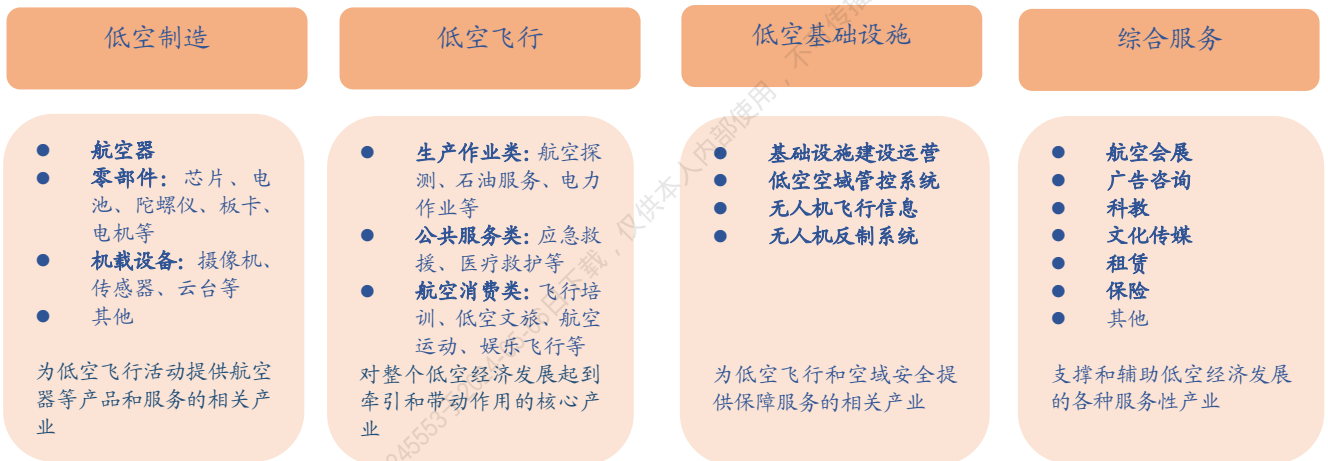 低空制造
● 航空器
● 零部件：芯片、电
池、陀螺仪、板卡、
电机等
● 机载设备：摄像机、
传感器、云台等
● 其他
为低空飞行活动提供航空
器等产品和服务的相关产
业
低空飞行
● 生产作业类：航空探
测、石油服务、电力
作业等
● 公共服务类：应急救
援、医疗救护等
● 航空消费类：飞行培
训、低空文旅、航空
运动、娱乐飞行等
对整个低空经济发展起到
牵引和带动作用的核心产
业
低空基础设施
● 基础设施建设运营
● 低空空域管控系统
● 无人机飞行信息
● 无人机反制系统
为低空飞行和空域安全提
供保障服务的相关产业
综合服务
● 航空会展
● 广告咨询
● 科教
● 文化传媒
● 租赁
● 保险
● 其他
支撑和辅助低空经济发展
的各种服务性产业